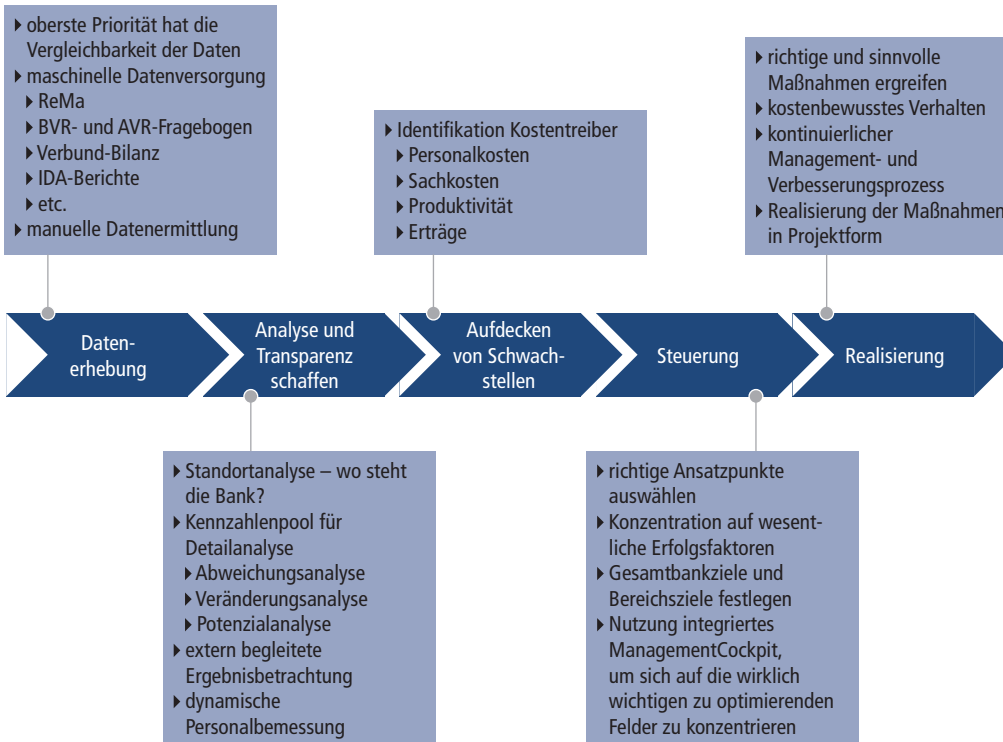 ▸ oberste Priorität hat die
Vergleichbarkeit der Daten
▸ maschinelle Datenversorgung
▸ ReMa
▸ BVR- und AVR-Fragebogen
▸ Verbund-Bilanz
▸ IDA-Berichte
▸ etc.
▸ manuelle Datenermittlung
▸ Identifikation Kostentreiber
▸ Personalkosten
▸ Sachkosten
▸ Produktivität
▸ Erträge
▸ richtige und sinnvolle
Maßnahmen ergreifen
▸ kostenbewusstes Verhalten
▸ kontinuierlicher
Management- und
Verbesserungsprozess
▸ Realisierung der Maßnahmen
in Projektform
Daten-
erhebung
Analyse und
Transparenz
schaffen
Aufdecken
von Schwach-
stellen
Steuerung
Realisierung
▸ Standortanalyse – wo steht
die Bank?
▸ Kennzahlenpool für
Detailanalyse
▸ Abweichungsanalyse
▸ Veränderungsanalyse
▸ Potenzialanalyse
▸ extern begleitete
Ergebnisbetrachtung
▸ dynamische
Personalbemessung
▸ richtige Ansatzpunkte
auswählen
▸ Konzentration auf wesent-
liche Erfolgsfaktoren
▸ Gesamtbankziele und
Bereichsziele festlegen
▸ Nutzung integriertes
ManagementCockpit,
um sich auf die wirklich
wichtigen zu optimierenden
Felder zu konzentrieren